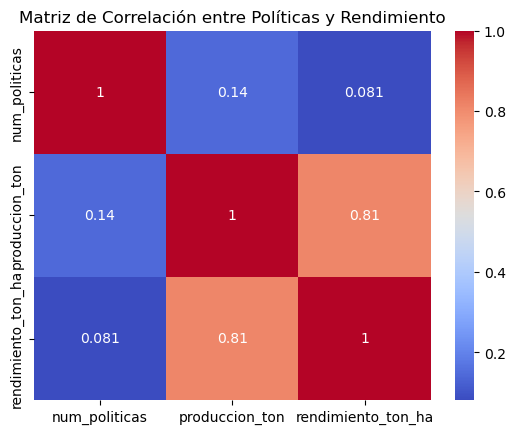 Matriz de Correlación entre Políticas y Rendimiento
num_politicas
1
0.14
0.081
produccion_ton
0.14
1
0.81
rendimiento_ton_ha
0.081
0.81
1
num_politicas
produccion_ton
rendimiento_ton_ha
1.0
0.8
0.6
0.4
0.2